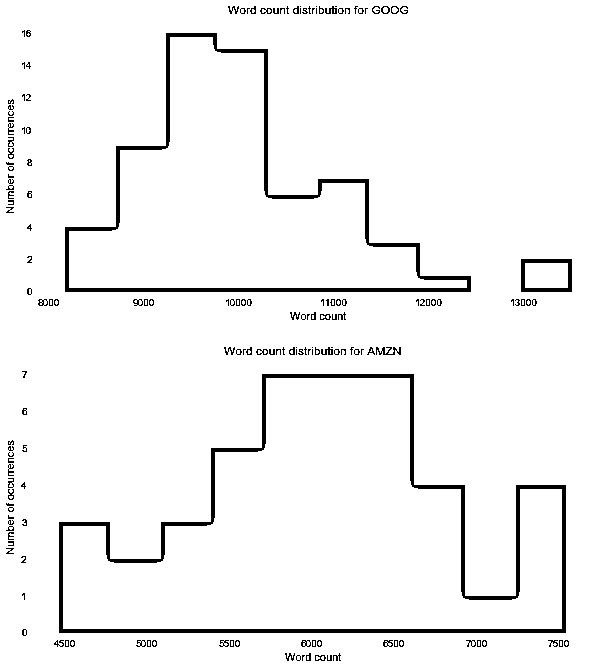 Word count distribution for GOOG
16
14
12
10
8
6
4
2
0
Number of occurrences
8000 9000 10000 11000 12000 13000
Word count
Word count distribution for AMZN
7
6
5
4
3
2
1
0
Number of occurrences
4500 5000 5500 6000 6500 7000 7500
Word count